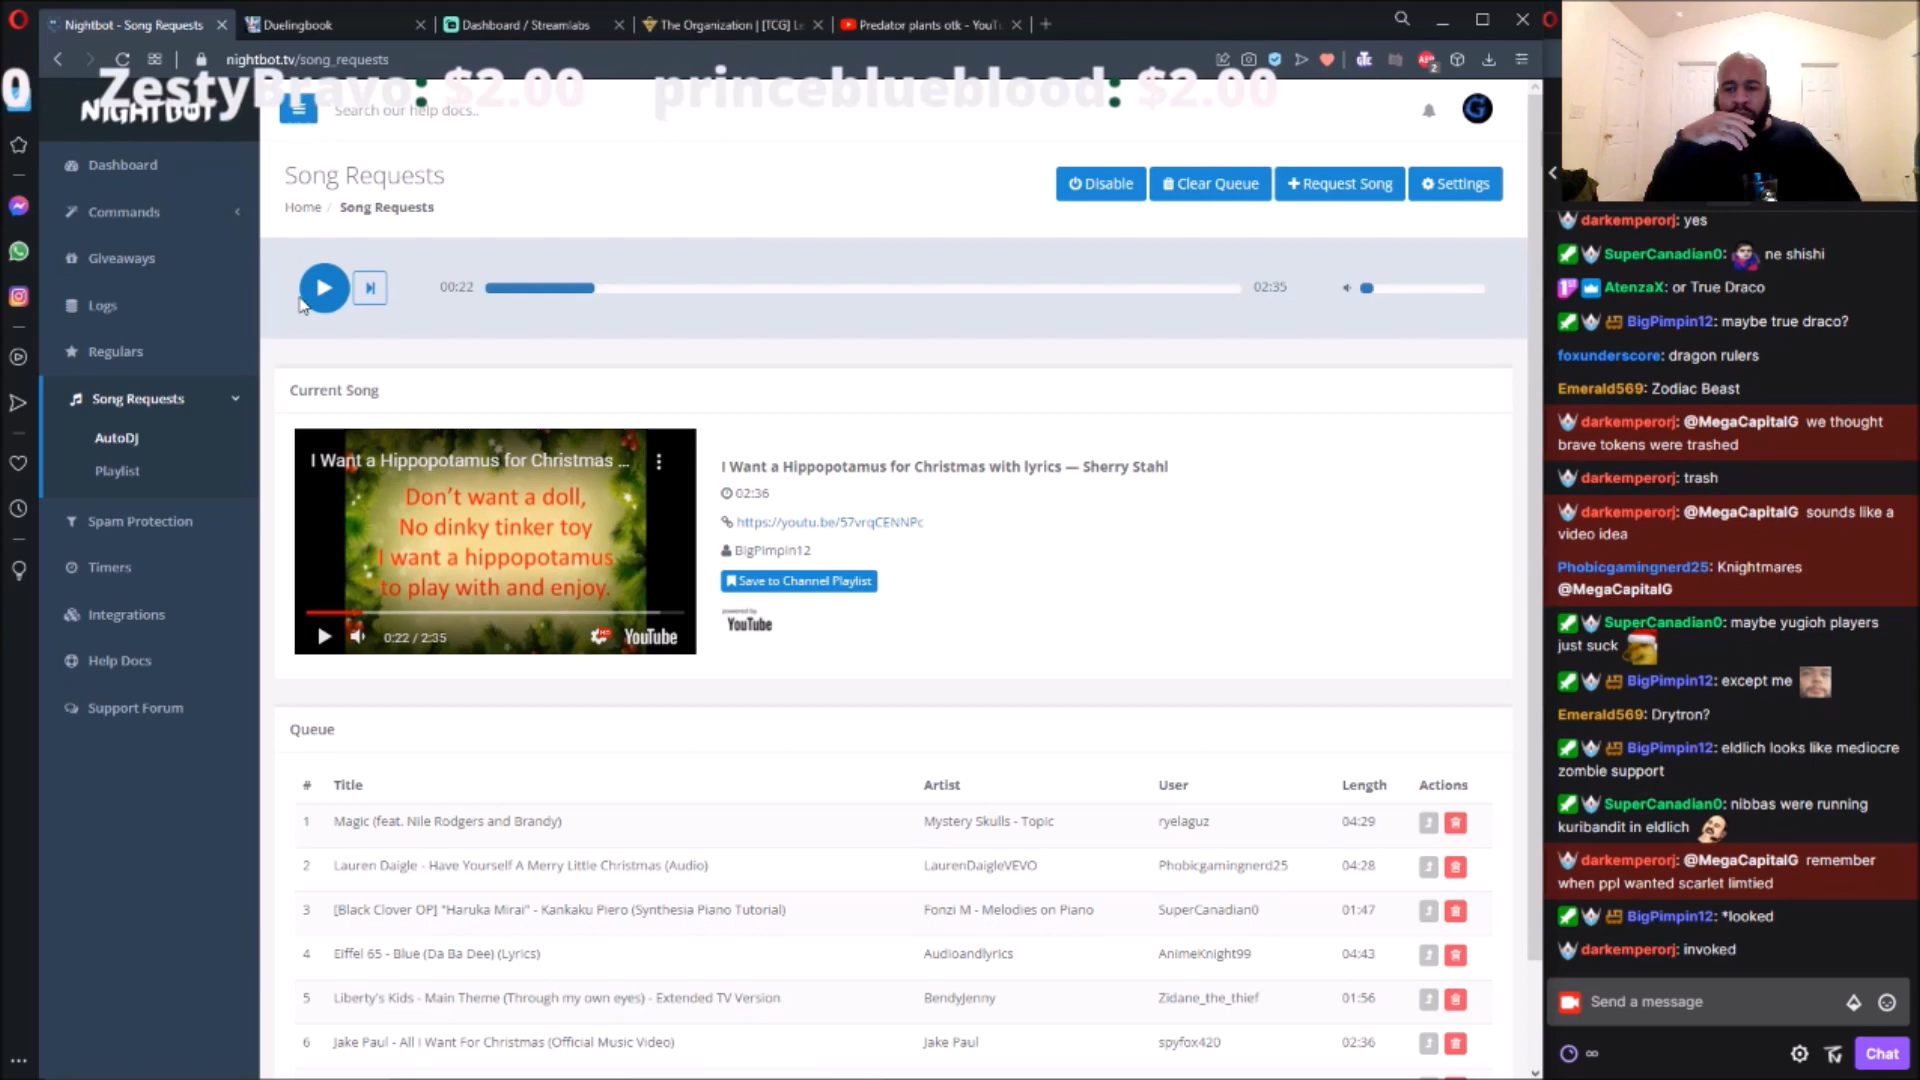 Nightbot - Song Requests
Duelingbook
Dashboard / Streamlabs
The Organization | [TCG] Le
Predator plants otk - YouTu
nightbot.tv/song_requests
0 ZestyBravo: $2.00 princeblueblood: $2.00
NIGHTBOT
Search our help docs..
Dashboard
Commands
Giveaways
Logs
Regulars
Song Requests
AutoDJ
Playlist
Spam Protection
Timers
Integrations
Help Docs
Support Forum
Song Requests
Home / Song Requests
Disable
Clear Queue
Request Song
Settings
00:22
02:35
Current Song
I Want a Hippopotamus for Christmas ...
Don't want a doll,
No dinky tinker toy
I want a hippopotamus
to play with and enjoy.
0:22 / 2:35
YouTube
I Want a Hippopotamus for Christmas with lyrics — Sherry Stahl
02:36
https://youtu.be/57vrqCENNPc
BigPimpin12
Save to Channel Playlist
powered by
YouTube
Queue
# Title Artist User Length Actions
1 Magic (feat. Nile Rodgers and Brandy) Mystery Skulls - Topic ryelaguz 04:29
2 Lauren Daigle - Have Yourself A Merry Little Christmas (Audio) LaurenDaigleVEVO Phobicgamingnerd25 04:28
3 [Black Clover OP] "Haruka Mirai" - Kankaku Piero (Synthesia Piano Tutorial) Fonzi M - Melodies on Piano SuperCanadian0 01:47
4 Eiffel 65 - Blue (Da Ba Dee) (Lyrics) Audioandlyrics AnimeKnight99 04:43
5 Liberty's Kids - Main Theme (Through my own eyes) - Extended TV Version BendyJenny Zidane_the_thief 01:56
6 Jake Paul - All I Want For Christmas (Official Music Video) Jake Paul spyfox420 02:36
darkemperorj: yes
SuperCanadian0: ne shishi
AtenzaX: or True Draco
BigPimpin12: maybe true draco?
foxunderscore: dragon rulers
Emerald569: Zodiac Beast
darkemperorj: @MegaCapitalG we thought
brave tokens were trashed
darkemperorj: trash
darkemperorj: @MegaCapitalG sounds like a
video idea
Phobicgamingnerd25: Knightmares
@MegaCapitalG
SuperCanadian0: maybe yugioh players
just suck
BigPimpin12: except me
Emerald569: Drytron?
BigPimpin12: eldlich looks like mediocre
zombie support
SuperCanadian0: nibbas were running
kuribandit in eldlich
darkemperorj: @MegaCapitalG remember
when ppl wanted scarlet limtied
BigPimpin12: *looked
darkemperorj: invoked
Send a message
∞
Chat